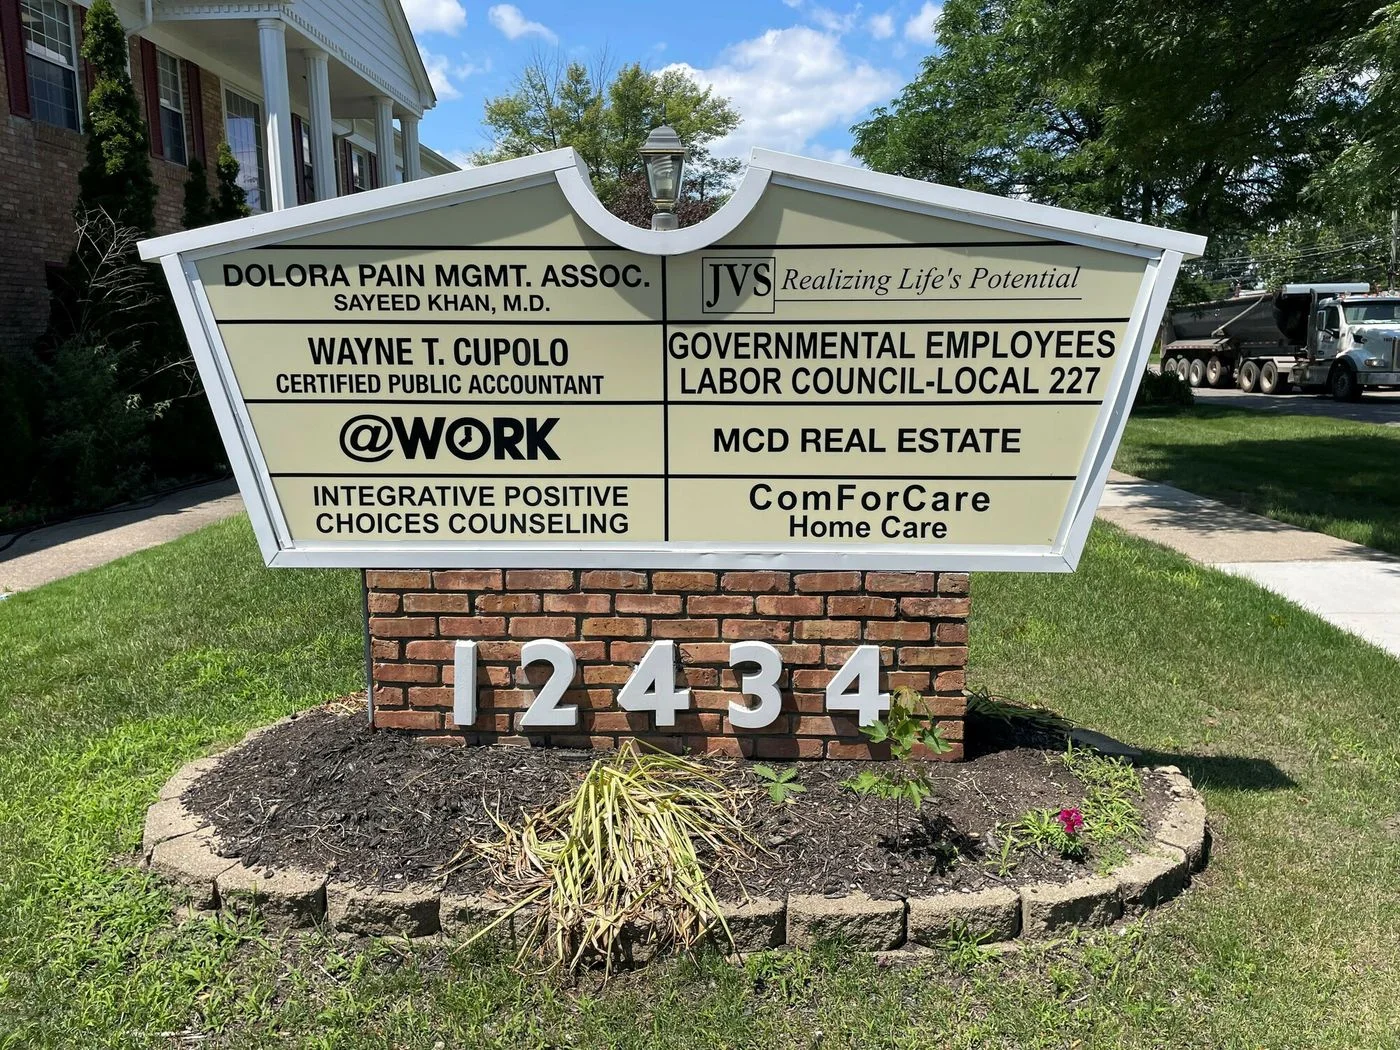 DOLORA PAIN MGMT. ASSOC.
SAYEED KHAN, M.D.
WAYNE T. CUPOLO
CERTIFIED PUBLIC ACCOUNTANT
@WORK
INTEGRATIVE POSITIVE
CHOICES COUNSELING
JVS Realizing Life's Potential
GOVERNMENTAL EMPLOYEES
LABOR COUNCIL-LOCAL 227
MCD REAL ESTATE
ComForCare
Home Care
12434